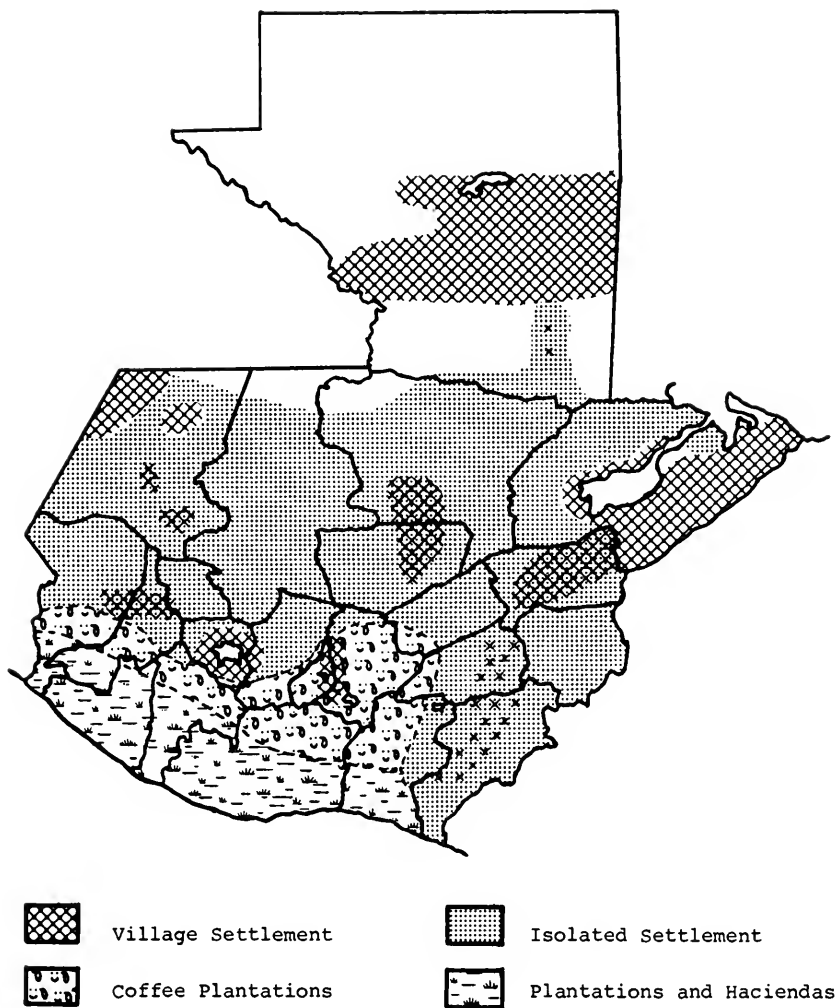 Village Settlement
Isolated Settlement
Coffee Plantations
Plantations and Haciendas